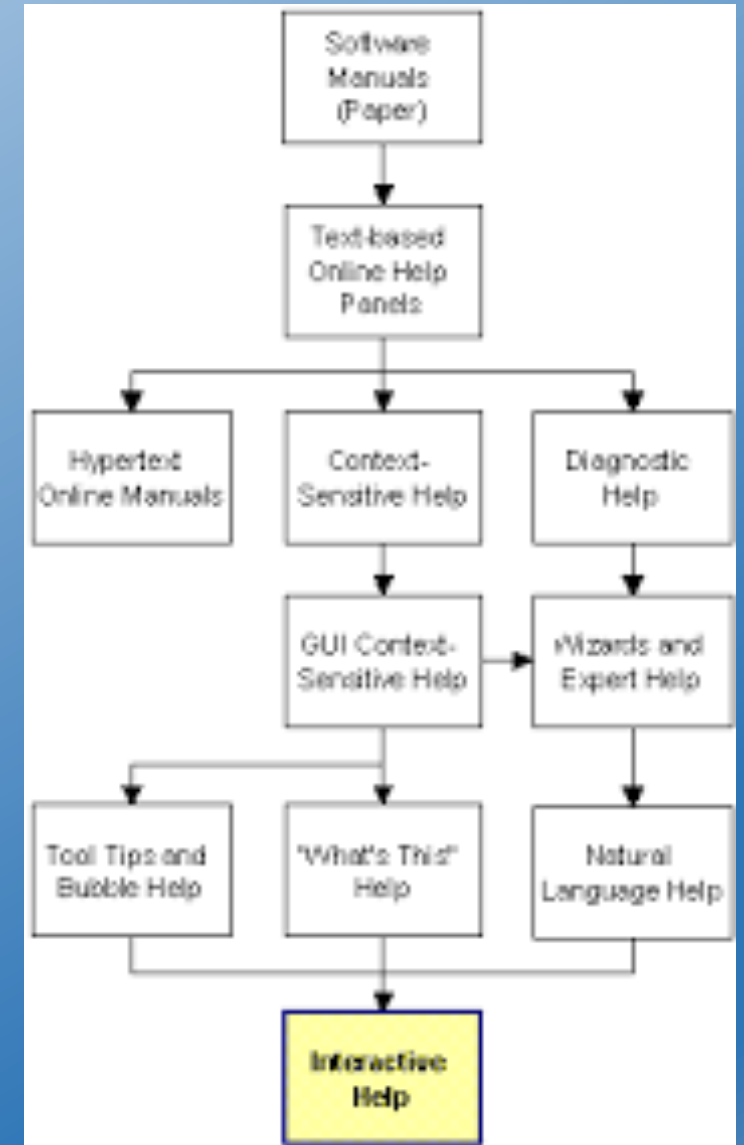 Software
Manuals
(Paper)
Text-based
Online Help
Panels
Hypertext
Online Manuals
Context-
Sensitive Help
Diagnostic
Help
GUI Context-
Sensitive Help
Wizards and
Expert Help
Tool Tips and
Bubble Help
"What's This"
Help
Natural
Language Help
Interactive
Help